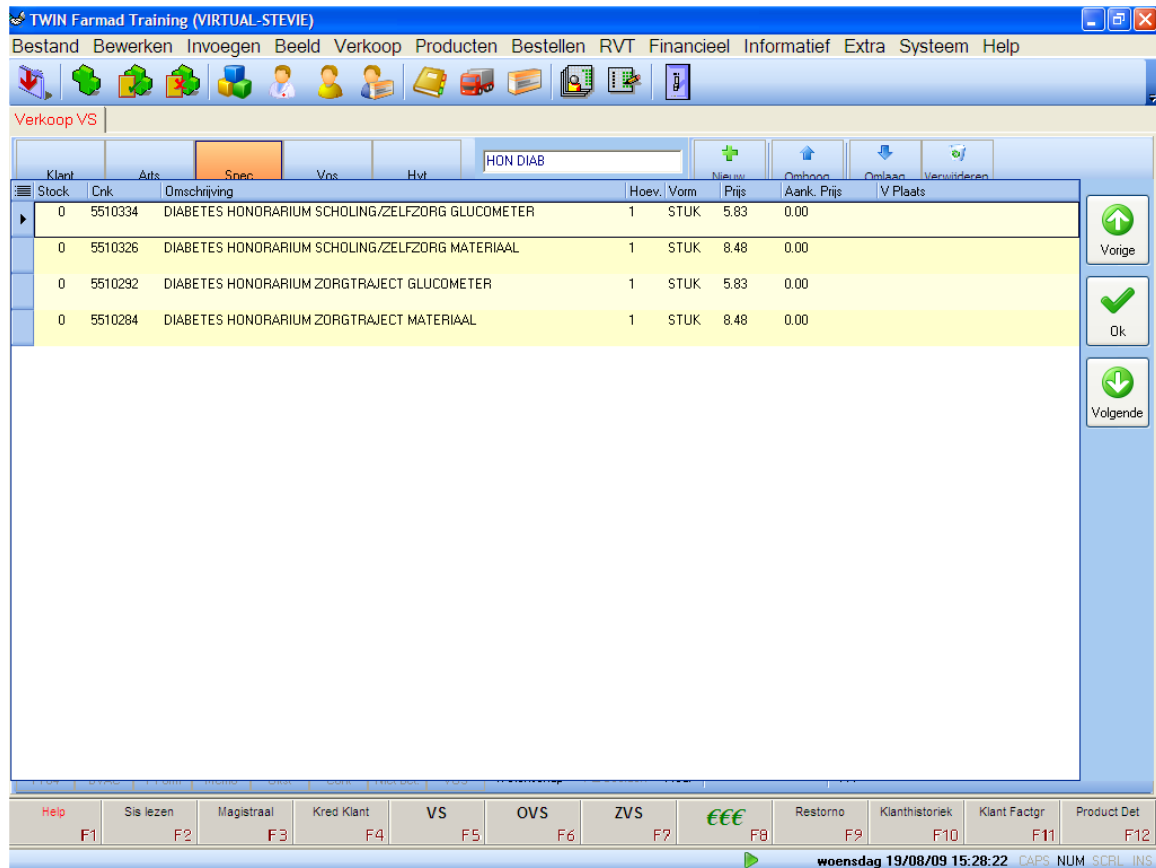 TWIN Farmad Training (VIRTUAL-STEVIE)
Bestand Bewerken Invoegen Beeld Verkoop Producten Bestellen RVT Financieel Informatief Extra Systeem Help
Verkoop VS
HON DIAB
Klant Arts Spec Vos Hvt Nieuw Omhoog Omlaag Verwijderen
Stock Cnk Omschrijving Hoev. Vorm Prijs Aank. Prijs V Plaats
0 5510334 DIABETES HONORARIUM SCHOLING/ZELFZORG GLUCOMETER 1 STUK 5.83 0.00
0 5510326 DIABETES HONORARIUM SCHOLING/ZELFZORG MATERIAAL 1 STUK 8.48 0.00
0 5510292 DIABETES HONORARIUM ZORGTRAJECT GLUCOMETER 1 STUK 5.83 0.00
0 5510284 DIABETES HONORARIUM ZORGTRAJECT MATERIAAL 1 STUK 8.48 0.00
Vorige
Ok
Volgende
Help Sis lezen Magistraal Kred Klant VS OVS ZVS €€€ Restorno Klanthistoriek Klant Factgr Product Det
F1 F2 F3 F4 F5 F6 F7 F8 F9 F10 F11 F12
woensdag 19/08/09 15:28:22 CAPS NUM SCRL INS